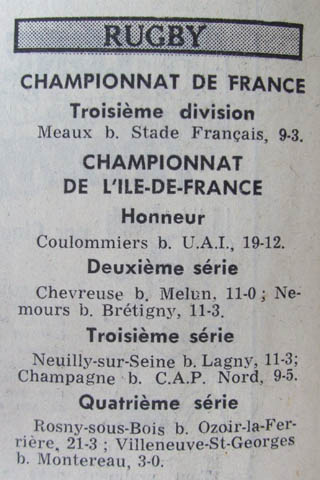 RUGBY
CHAMPIONNAT DE FRANCE
Troisième division
Meaux b. Stade Français, 9-3.
CHAMPIONNAT
DE L'ILE-DE-FRANCE
Honneur
Coulommiers b. U.A.I., 19-12.
Deuxième série
Chevreuse b. Melun, 11-0 ; Ne-
mours b. Brétigny, 11-3.
Troisième série
Neuilly-sur-Seine b. Lagny, 11-3 ;
Champagne b. C.A.P. Nord, 9-5.
Quatrième série
Rosny-sous-Bois b. Ozoir-la-Fer-
rière, 21-3 ; Villeneuve-St-Georges
b. Montereau, 3-0.